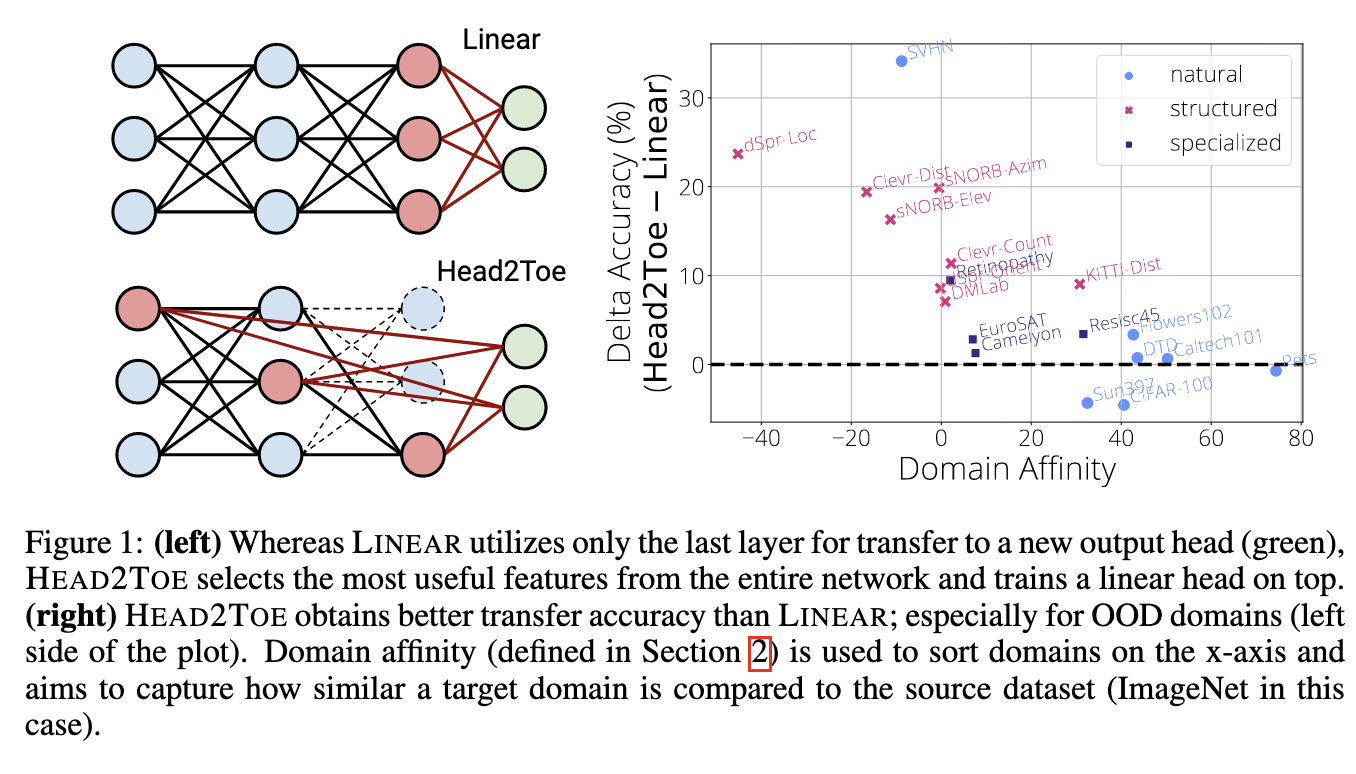 Linear
Head2Toe
Delta Accuracy (%)
(Head2Toe − Linear)
30
20
10
0
SVHN
dSpr-Loc
Clevr-Dist
sNORB-Azim
sNORB-Elev
Clevr-Count
Retinopathy
dSpr-Orient
DMLab
KITTI-Dist
EuroSAT
Camelyon
Resisc45
Flowers102
DTD
Caltech101
Pets
Sun397
CIFAR-100
natural
structured
specialized
−40 −20 0 20 40 60 80
Domain Affinity
Figure 1: (left) Whereas LINEAR utilizes only the last layer for transfer to a new output head (green),
HEAD2TOE selects the most useful features from the entire network and trains a linear head on top.
(right) HEAD2TOE obtains better transfer accuracy than LINEAR; especially for OOD domains (left
side of the plot). Domain affinity (defined in Section 2) is used to sort domains on the x-axis and
aims to capture how similar a target domain is compared to the source dataset (ImageNet in this
case).